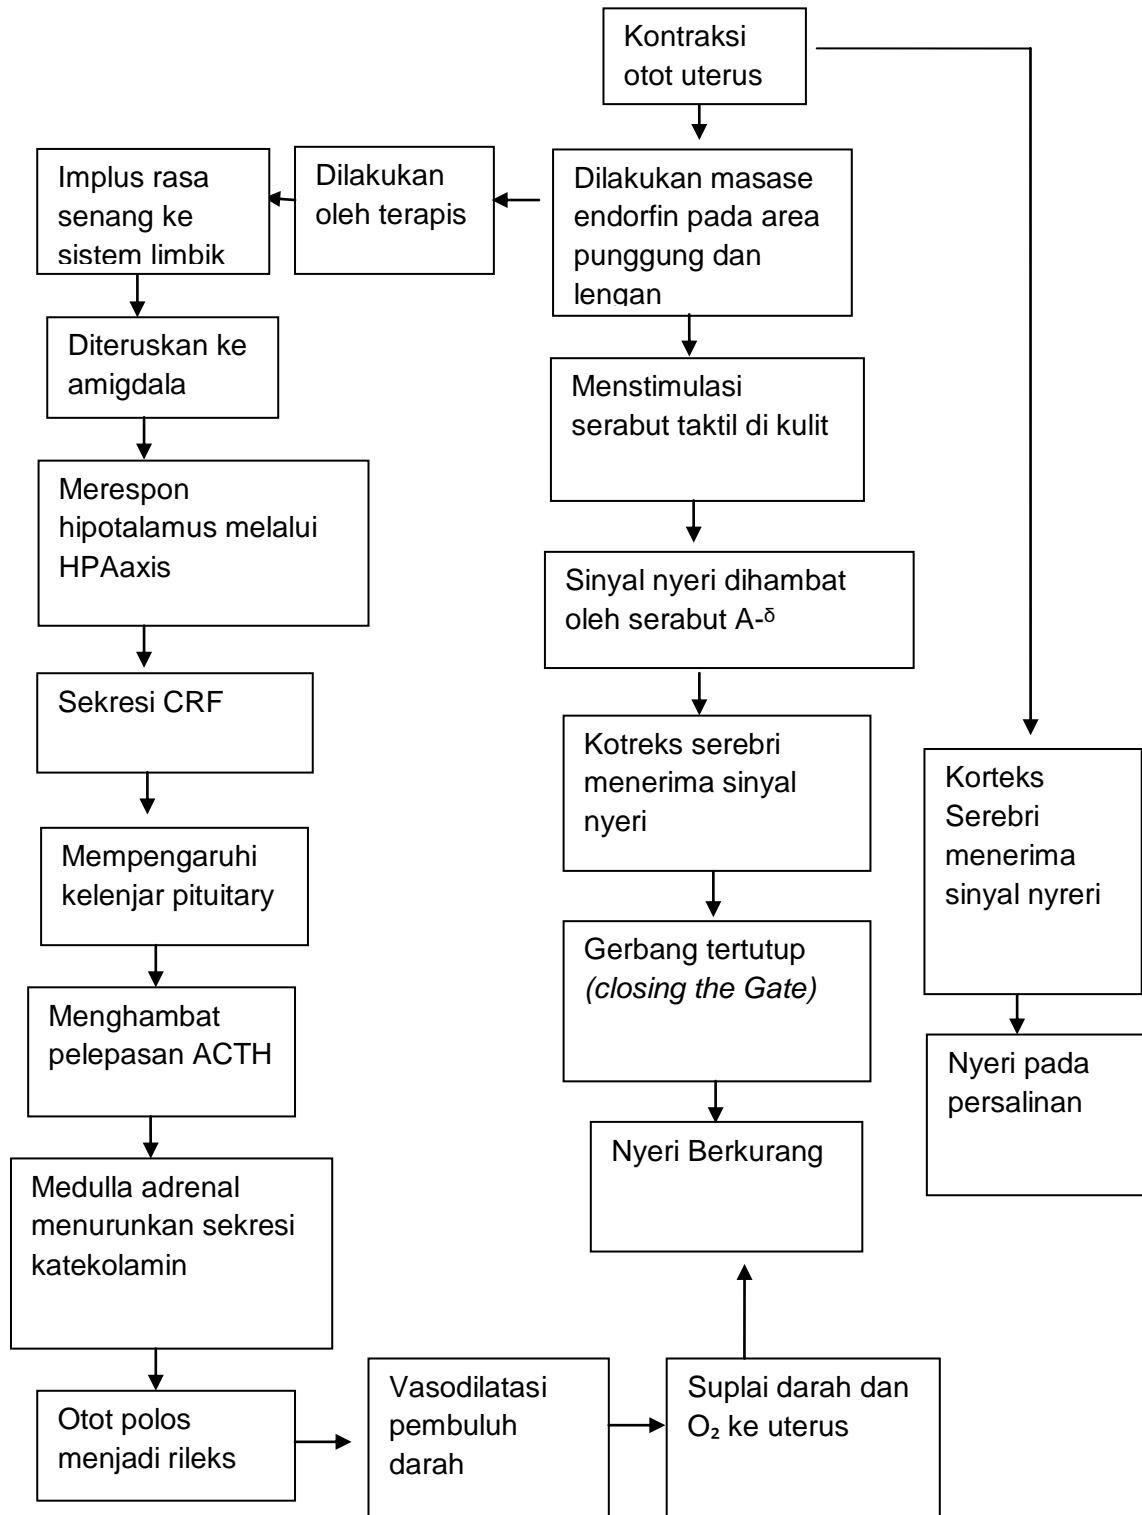 Kontraksi
otot uterus
Implus rasa
senang ke
sistem limbik
Dilakukan
oleh terapis
Dilakukan masase
endorfin pada area
punggung dan
lengan
Diteruskan ke
amigdala
Menstimulasi
serabut taktil di kulit
Merespon
hipotalamus melalui
HPAaxis
Sinyal nyeri dihambat
oleh serabut A-ᵟ
Sekresi CRF
Kotreks serebri
menerima sinyal
nyeri
Korteks
Serebri
menerima
sinyal nyreri
Mempengaruhi
kelenjar pituitary
Gerbang tertutup
(closing the Gate)
Menghambat
pelepasan ACTH
Nyeri pada
persalinan
Nyeri Berkurang
Medulla adrenal
menurunkan sekresi
katekolamin
Otot polos
menjadi rileks
Vasodilatasi
pembuluh
darah
Suplai darah dan
O₂ ke uterus